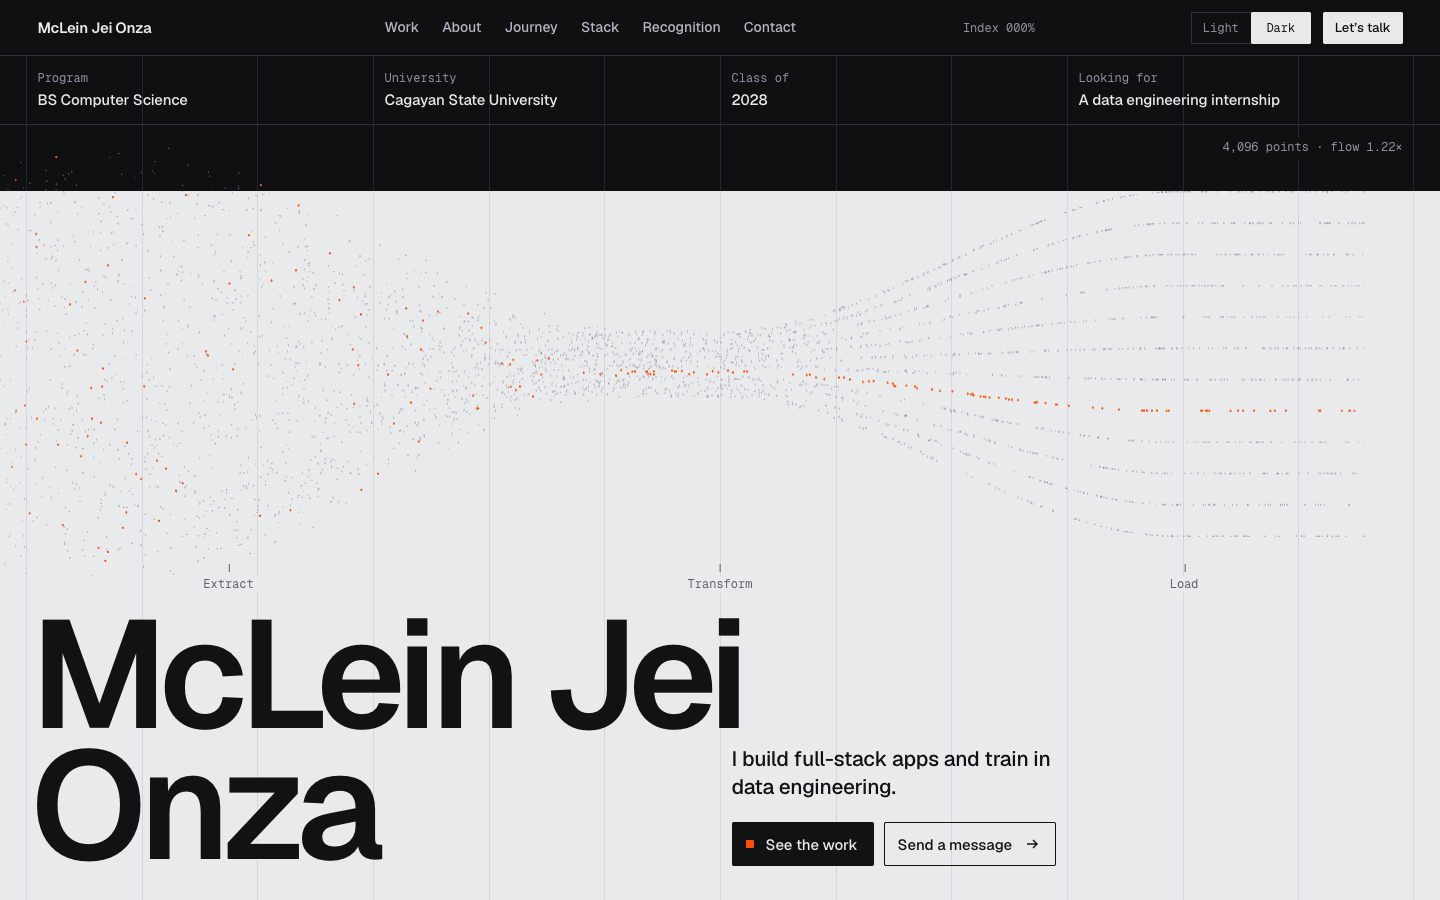 McLein Jei Onza
Work About Journey Stack Recognition Contact
Index 000%
Light Dark
Let's talk
Program
BS Computer Science
University
Cagayan State University
Class of
2028
Looking for
A data engineering internship
4,096 points · flow 1.22×
Extract
Transform
Load
McLein Jei
Onza
I build full-stack apps and train in
data engineering.
See the work
Send a message →